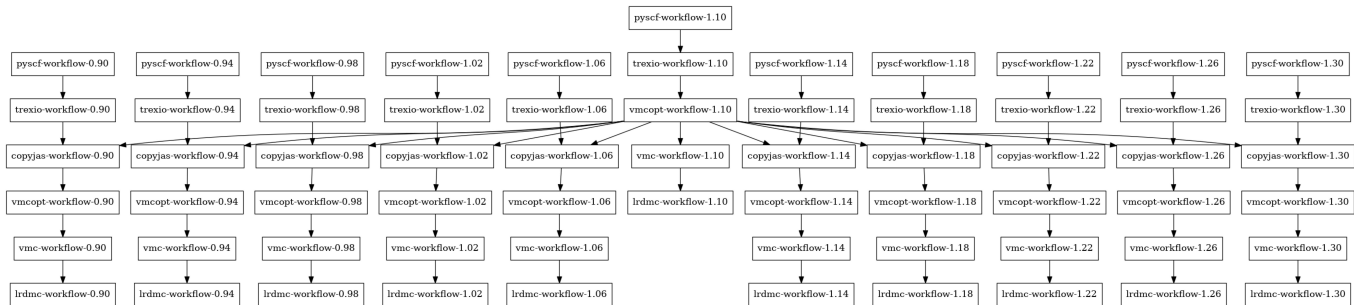 pyscf-workflow-1.10
pyscf-workflow-0.90 pyscf-workflow-0.94 pyscf-workflow-0.98 pyscf-workflow-1.02 pyscf-workflow-1.06 trexio-workflow-1.10 pyscf-workflow-1.14 pyscf-workflow-1.18 pyscf-workflow-1.22 pyscf-workflow-1.26 pyscf-workflow-1.30
trexio-workflow-0.90 trexio-workflow-0.94 trexio-workflow-0.98 trexio-workflow-1.02 trexio-workflow-1.06 vmcopt-workflow-1.10 trexio-workflow-1.14 trexio-workflow-1.18 trexio-workflow-1.22 trexio-workflow-1.26 trexio-workflow-1.30
copyjas-workflow-0.90 copyjas-workflow-0.94 copyjas-workflow-0.98 copyjas-workflow-1.02 copyjas-workflow-1.06 vmc-workflow-1.10 copyjas-workflow-1.14 copyjas-workflow-1.18 copyjas-workflow-1.22 copyjas-workflow-1.26 copyjas-workflow-1.30
vmcopt-workflow-0.90 vmcopt-workflow-0.94 vmcopt-workflow-0.98 vmcopt-workflow-1.02 vmcopt-workflow-1.06 lrdmc-workflow-1.10 vmcopt-workflow-1.14 vmcopt-workflow-1.18 vmcopt-workflow-1.22 vmcopt-workflow-1.26 vmcopt-workflow-1.30
vmc-workflow-0.90 vmc-workflow-0.94 vmc-workflow-0.98 vmc-workflow-1.02 vmc-workflow-1.06 vmc-workflow-1.14 vmc-workflow-1.18 vmc-workflow-1.22 vmc-workflow-1.26 vmc-workflow-1.30
lrdmc-workflow-0.90 lrdmc-workflow-0.94 lrdmc-workflow-0.98 lrdmc-workflow-1.02 lrdmc-workflow-1.06 lrdmc-workflow-1.14 lrdmc-workflow-1.18 lrdmc-workflow-1.22 lrdmc-workflow-1.26 lrdmc-workflow-1.30